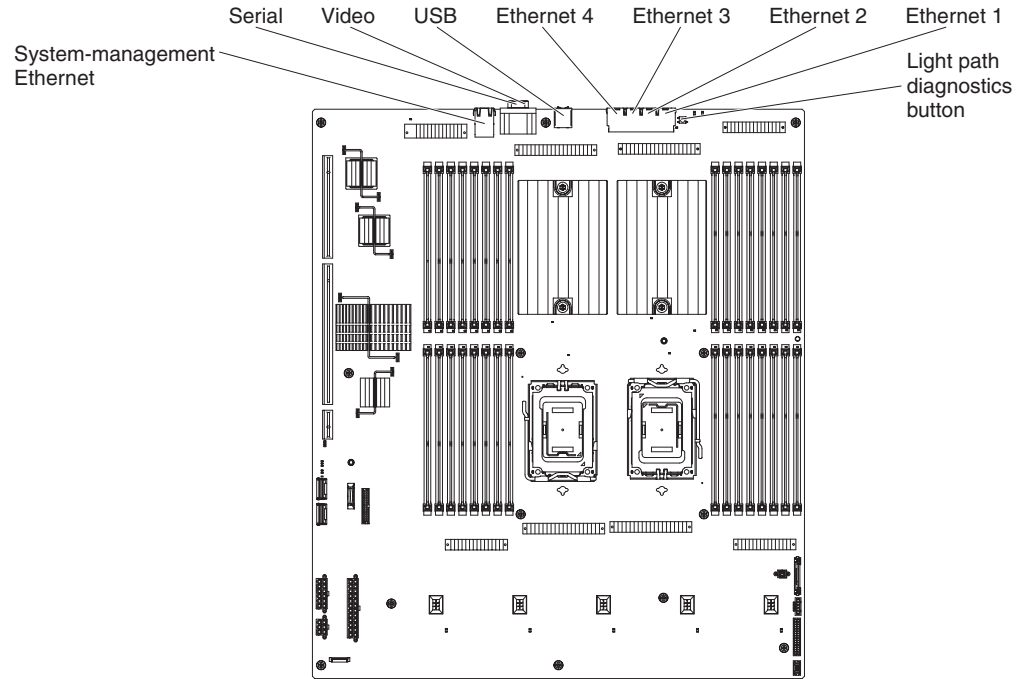 Serial Video USB Ethernet 4 Ethernet 3 Ethernet 2 Ethernet 1
System-management
Ethernet
Light path
diagnostics
button